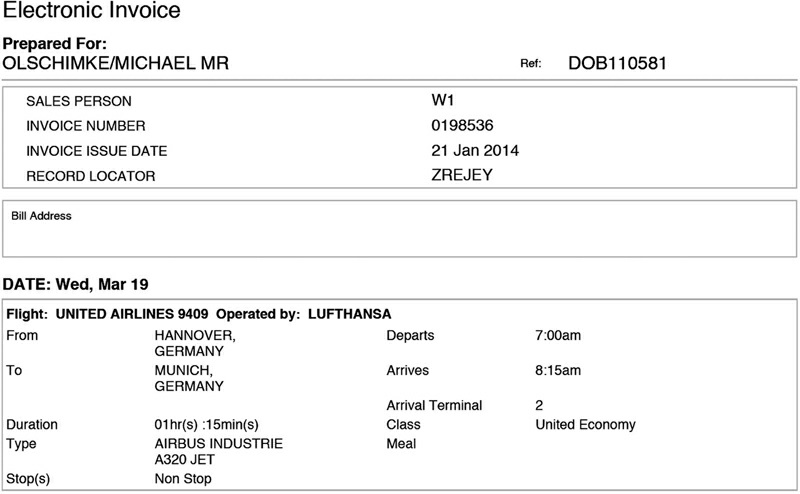 Electronic Invoice
Prepared For:
OLSCHIMKE/MICHAEL MR Ref: DOB110581
SALES PERSON W1
INVOICE NUMBER 0198536
INVOICE ISSUE DATE 21 Jan 2014
RECORD LOCATOR ZREJEY
Bill Address
DATE: Wed, Mar 19
Flight: UNITED AIRLINES 9409 Operated by: LUFTHANSA
From HANNOVER, Departs 7:00am
GERMANY
To MUNICH, Arrives 8:15am
GERMANY
Arrival Terminal 2
Duration 01hr(s) :15min(s) Class United Economy
Type AIRBUS INDUSTRIE Meal
A320 JET
Stop(s) Non Stop